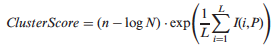 ClusterScore = (n − log N) · exp(1/L ∑_{i=1}^{L} I(i,P))